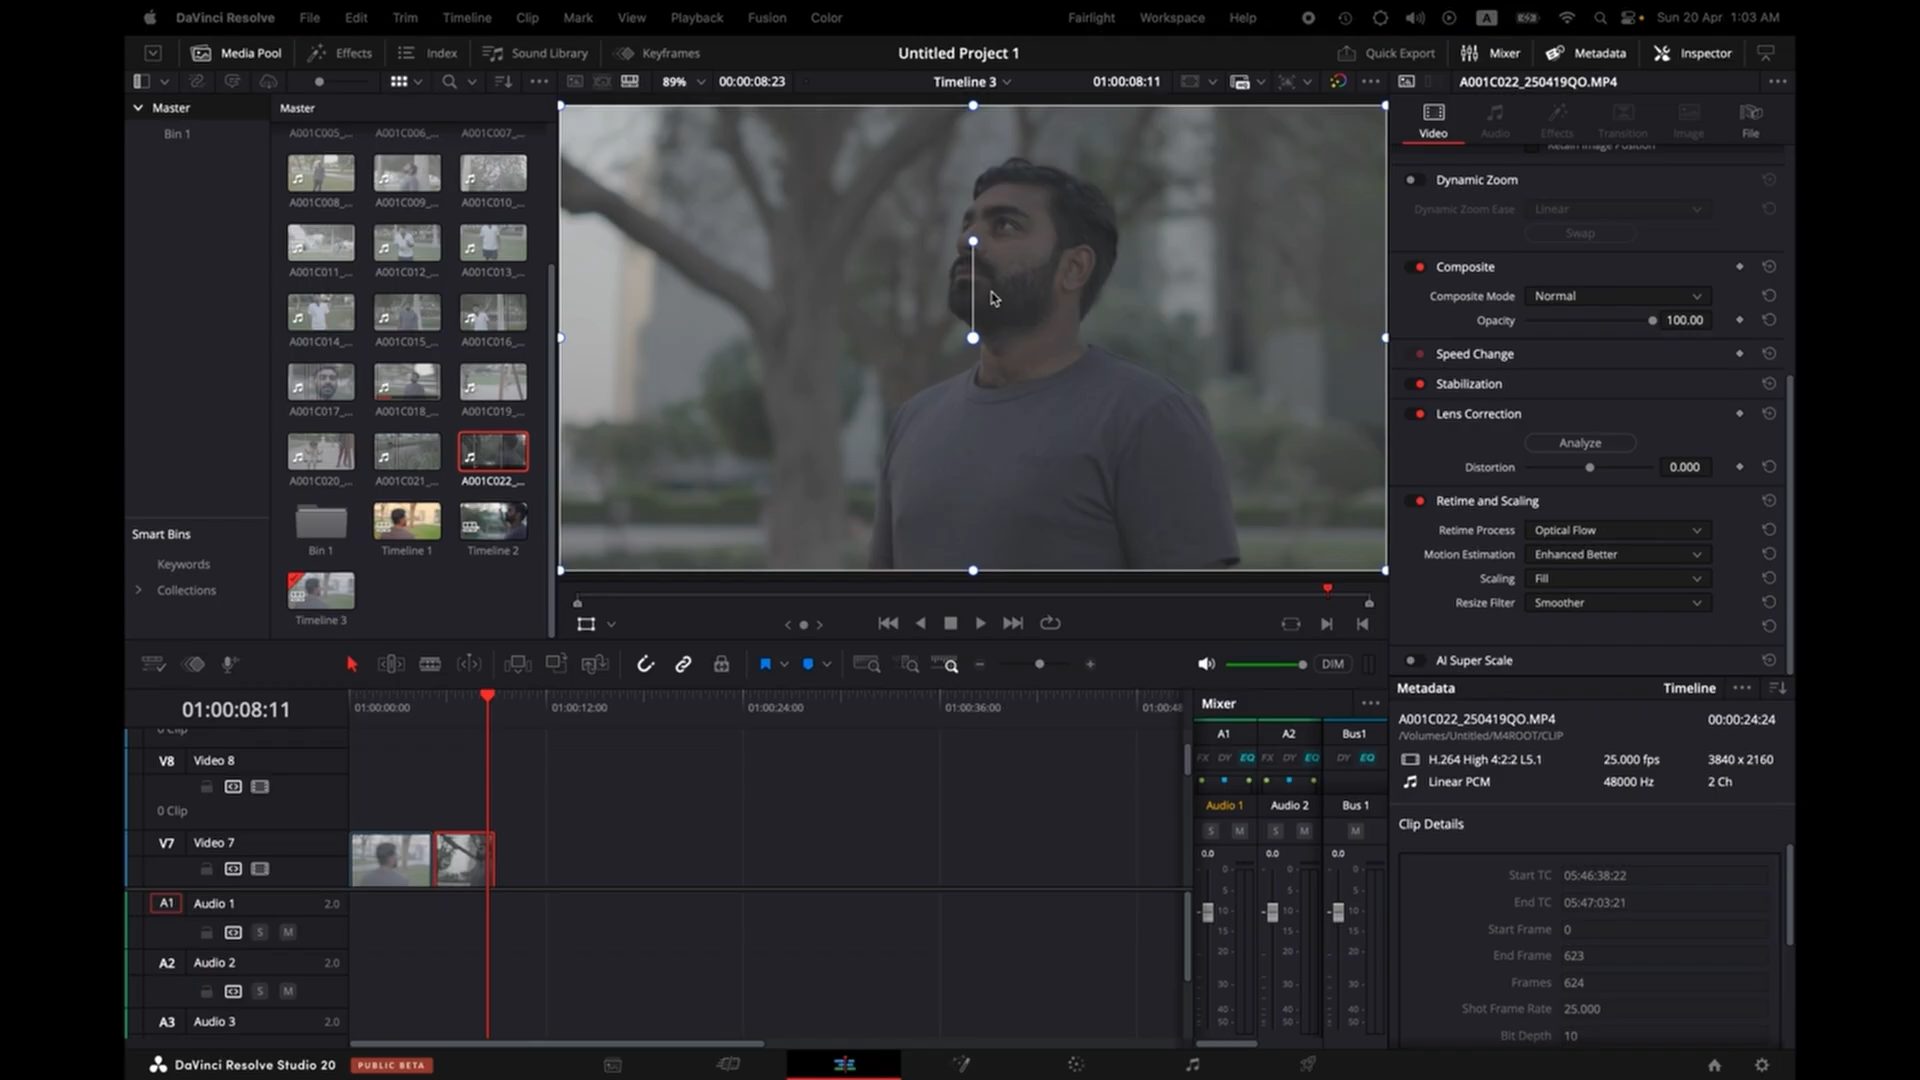 DaVinci Resolve File Edit Trim Timeline Clip Mark View Playback Fusion Color Fairlight Workspace Help A Sun 20 Apr 1:03 AM
Media Pool Effects Index Sound Library Keyframes Untitled Project 1 Quick Export Mixer Metadata Inspector
89% 00:00:08:23 Timeline 3 01:00:08:11 A001C022_250419QO.MP4
Master
Bin 1
Smart Bins
Keywords
Collections
Master
A001C005_... A001C006_... A001C007_...
A001C008_... A001C009_... A001C010_...
A001C011_... A001C012_... A001C013_...
A001C014_... A001C015_... A001C016_...
A001C017_... A001C018_... A001C019_...
A001C020_... A001C021_... A001C022_...
Bin 1 Timeline 1 Timeline 2
Timeline 3
Video Audio Effects Transition Image File
Retain Image Position
Dynamic Zoom
Dynamic Zoom Ease Linear
Swap
Composite
Composite Mode Normal
Opacity 100.00
Speed Change
Stabilization
Lens Correction
Analyze
Distortion 0.000
Retime and Scaling
Retime Process Optical Flow
Motion Estimation Enhanced Better
Scaling Fill
Resize Filter Smoother
AI Super Scale
DIM
01:00:08:11
01:00:00:00 01:00:12:00 01:00:24:00 01:00:36:00 01:00:48
0 Clip
V8 Video 8
0 Clip
V7 Video 7
A1 Audio 1 2.0
S M
A2 Audio 2 2.0
S M
A3 Audio 3 2.0
Mixer
A1 A2 Bus1
FX DY EQ FX DY EQ DY EQ
Audio 1 Audio 2 Bus 1
S M S M M
0.0 0.0 0.0
0 0 0
5 5 5
10 10 10
15 15 15
20 20 20
30 30 30
40 40 40
50 50 50
Metadata Timeline
A001C022_250419QO.MP4 00:00:24:24
/Volumes/Untitled/M4ROOT/CLIP
H.264 High 4:2:2 L5.1 25.000 fps 3840 x 2160
Linear PCM 48000 Hz 2 Ch
Clip Details
Start TC 05:46:38:22
End TC 05:47:03:21
Start Frame 0
End Frame 623
Frames 624
Shot Frame Rate 25.000
Bit Depth 10
DaVinci Resolve Studio 20 PUBLIC BETA